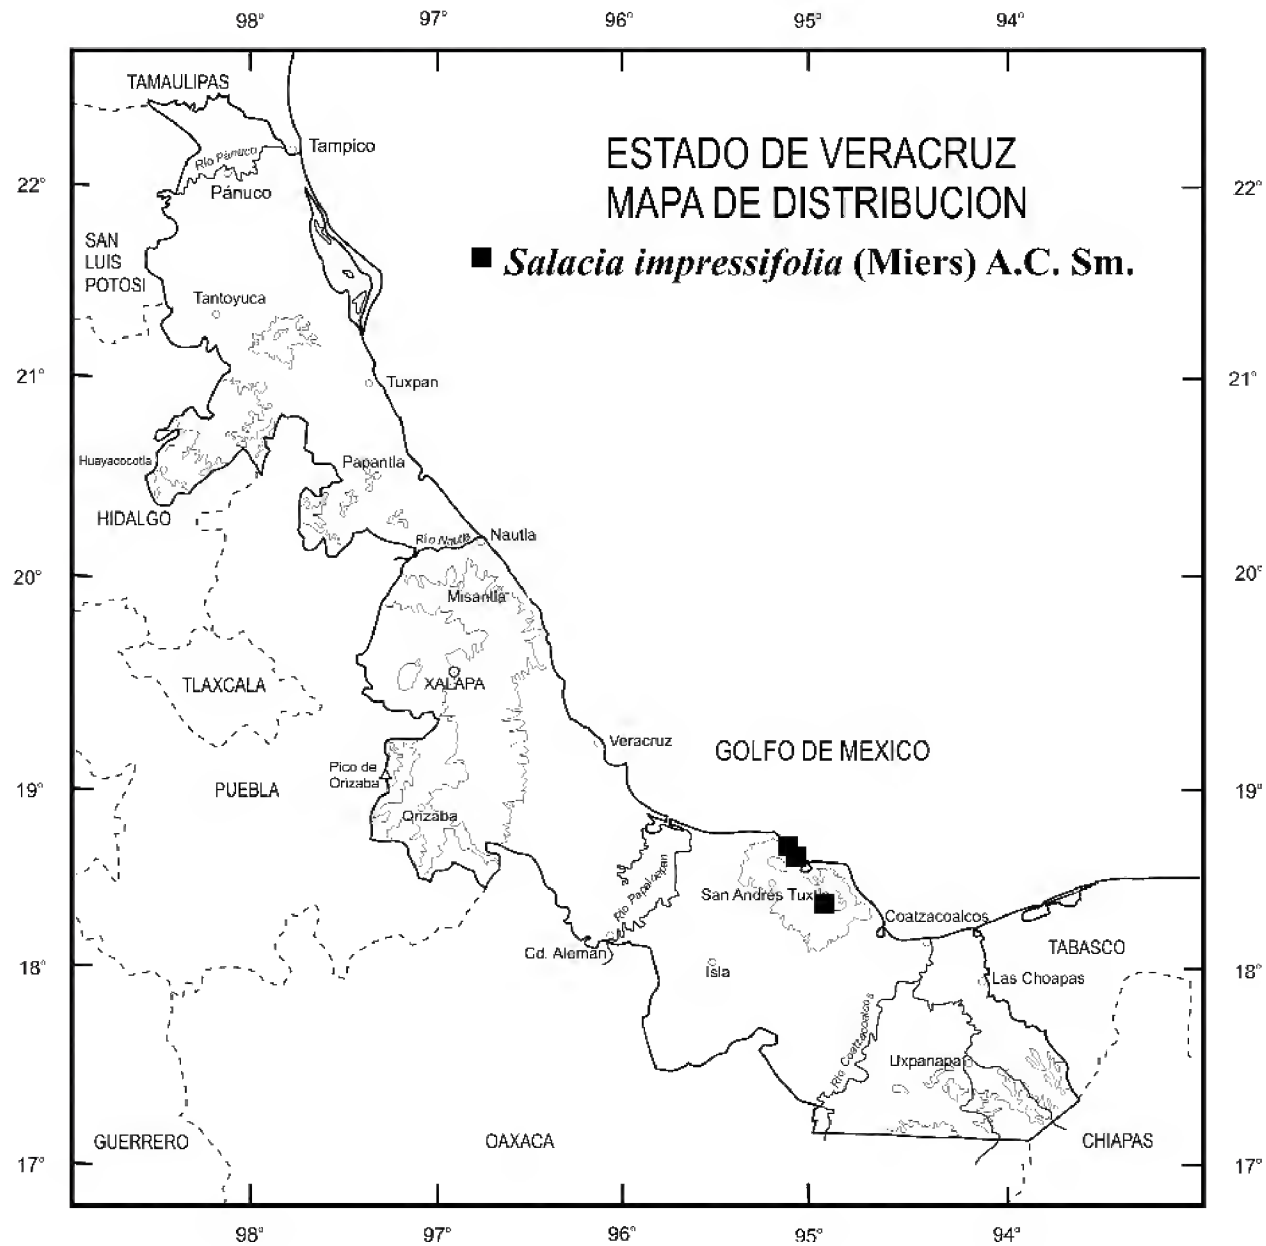 98° 97° 96° 95° 94°
TAMAULIPAS
Tampico
Río Pánuco
Pánuco
22° 22°
ESTADO DE VERACRUZ
MAPA DE DISTRIBUCION
Salacia impressifolia (Miers) A.C. Sm.
SAN
LUIS
POTOSI
Tantoyuca
21° 21°
Tuxpan
Huayacocotla
Papantla
HIDALGO
Río Nautla
Nautla
20° 20°
Misantla
XALAPA
TLAXCALA
Veracruz
GOLFO DE MEXICO
Pico de
Orizaba
PUEBLA
19° 19°
Orizaba
Río Papaloapan
San Andrés Tuxtla
Coatzacoalcos
Cd. Alemán
TABASCO
18° 18°
Isla
Las Choapas
Río Coatzacoalcos
Uxpanapa
GUERRERO
OAXACA
CHIAPAS
17° 17°
98° 97° 96° 95° 94°